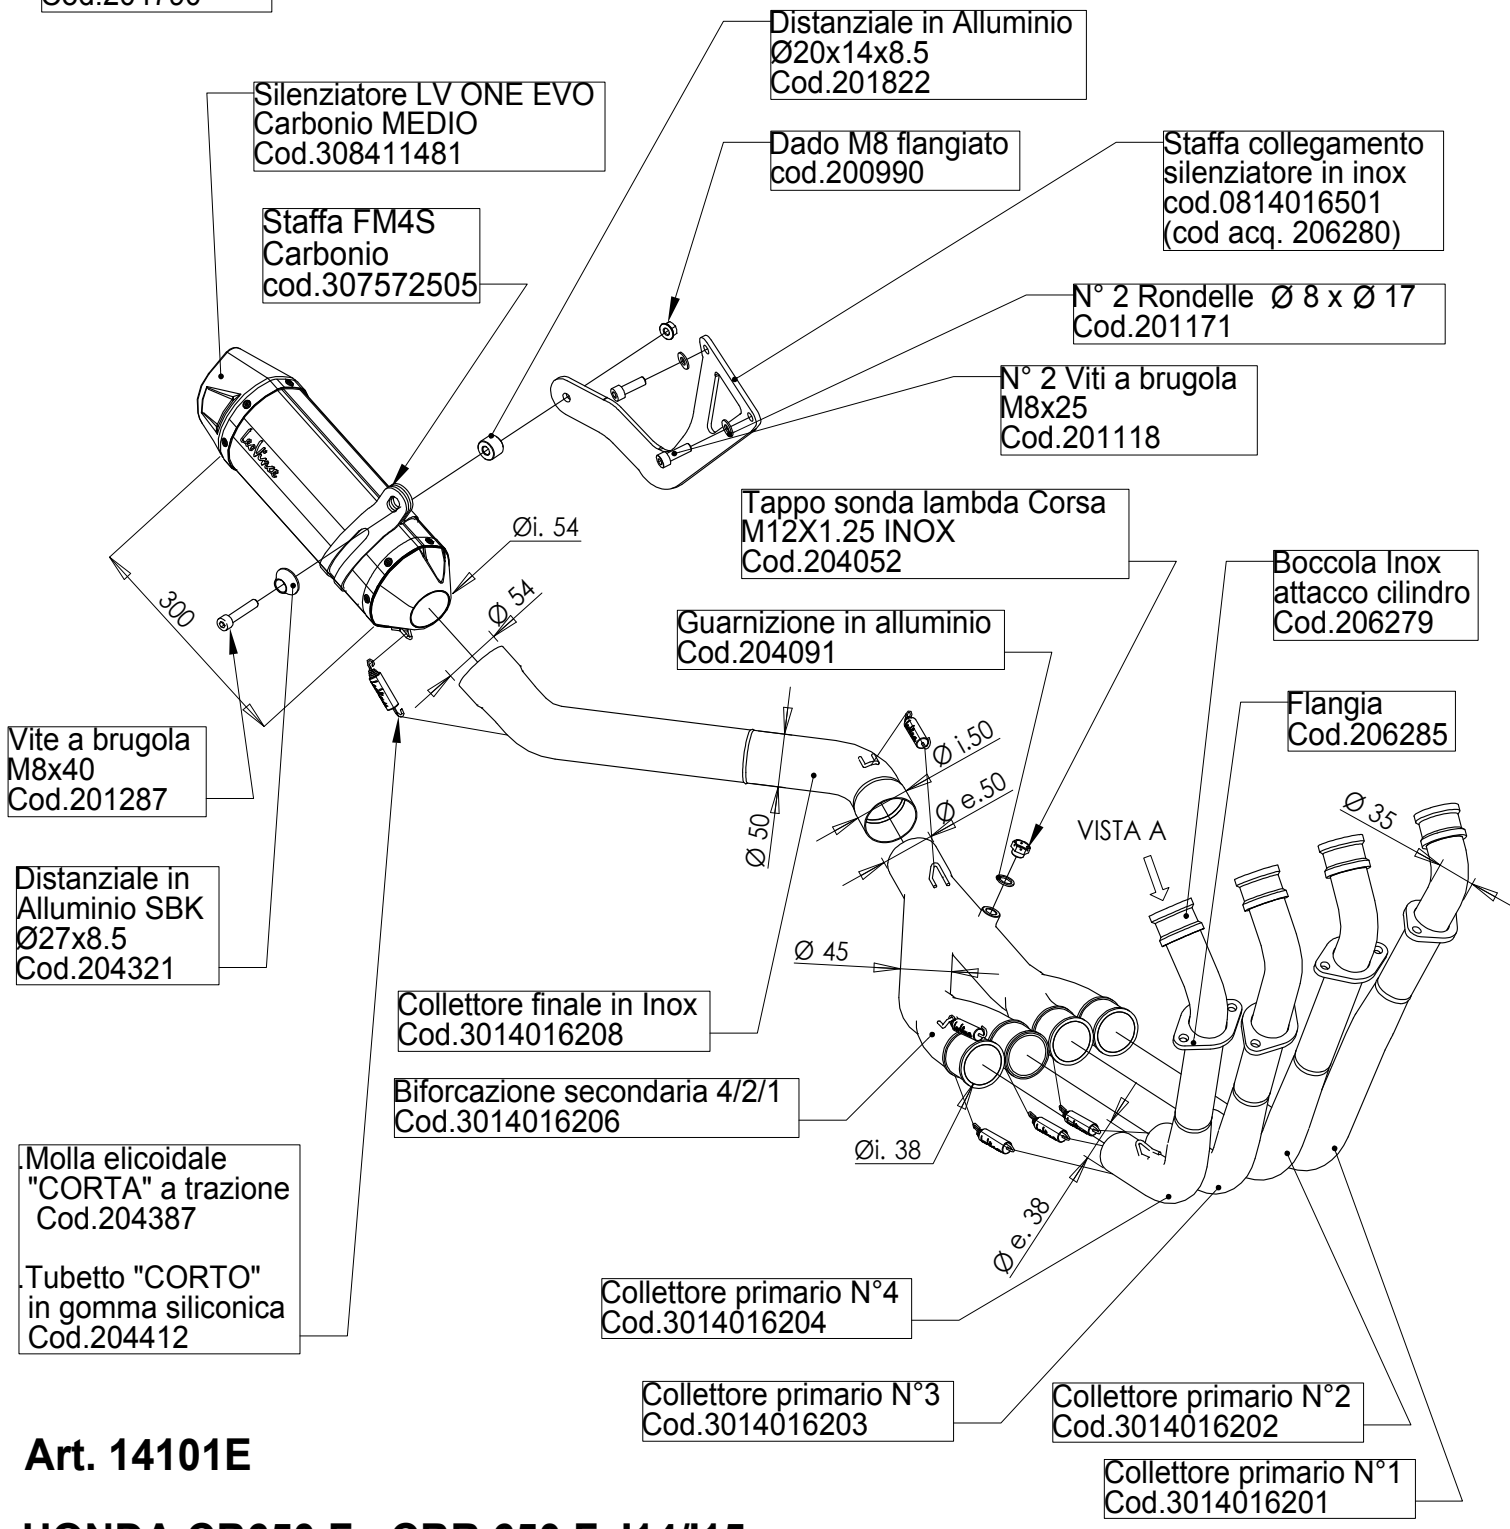 Distanziale in Alluminio
Ø20x14x8.5
Cod.201822
Silenziatore LV ONE EVO
Carbonio MEDIO
Cod.308411481
Dado M8 flangiato
cod.200990
Staffa collegamento
silenziatore in inox
cod.0814016501
(cod acq. 206280)
Staffa FM4S
Carbonio
cod.307572505
N° 2 Rondelle Ø 8 x Ø 17
Cod.201171
N° 2 Viti a brugola
M8x25
Cod.201118
LeoVince
Tappo sonda lambda Corsa
M12X1.25 INOX
Cod.204052
Øi. 54
Ø 54
300
Boccola Inox
attacco cilindro
Cod.206279
Guarnizione in alluminio
Cod.204091
Flangia
Cod.206285
Vite a brugola
M8x40
Cod.201287
Ø i.50
Ø e.50
Ø 50
VISTA A
Ø 35
Distanziale in
Alluminio SBK
Ø27x8.5
Cod.204321
Ø 45
Collettore finale in Inox
Cod.3014016208
Biforcazione secondaria 4/2/1
Cod.3014016206
Øi. 38
Ø e. 38
.Molla elicoidale
"CORTA" a trazione
Cod.204387
.Tubetto "CORTO"
in gomma siliconica
Cod.204412
Collettore primario N°4
Cod.3014016204
Collettore primario N°3
Cod.3014016203
Collettore primario N°2
Cod.3014016202
Collettore primario N°1
Cod.3014016201
Art. 14101E